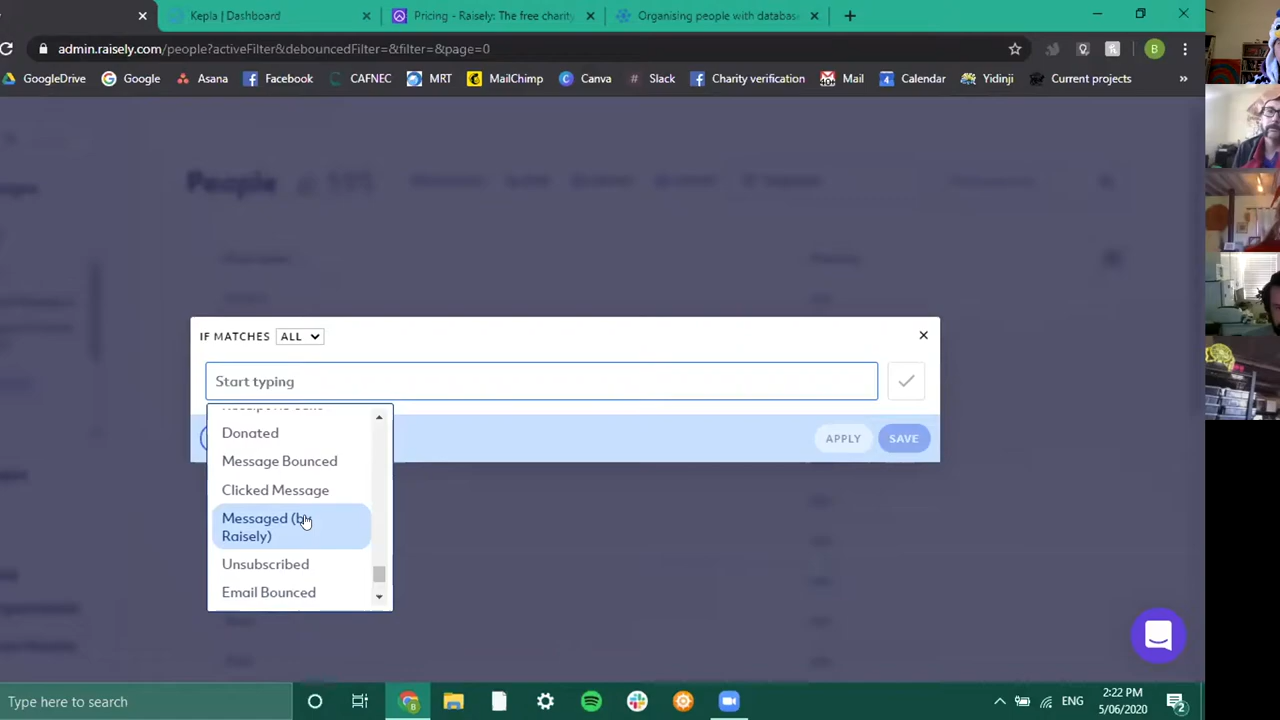 Kepla | Dashboard
Pricing - Raisely: The free charity
Organising people with databas
admin.raisely.com/people?activeFilter&debouncedFilter=&filter=&page=0
B
GoogleDrive
Google
Asana
Facebook
CAFNEC
MRT
MailChimp
Canva
Slack
Charity verification
Mail
Calendar
Yidinji
Current projects
People
IF MATCHES ALL
Start typing
Donated
Message Bounced
Clicked Message
Messaged (by
Raisely)
Unsubscribed
Email Bounced
APPLY
SAVE
Type here to search
ENG
2:22 PM
5/06/2020
2